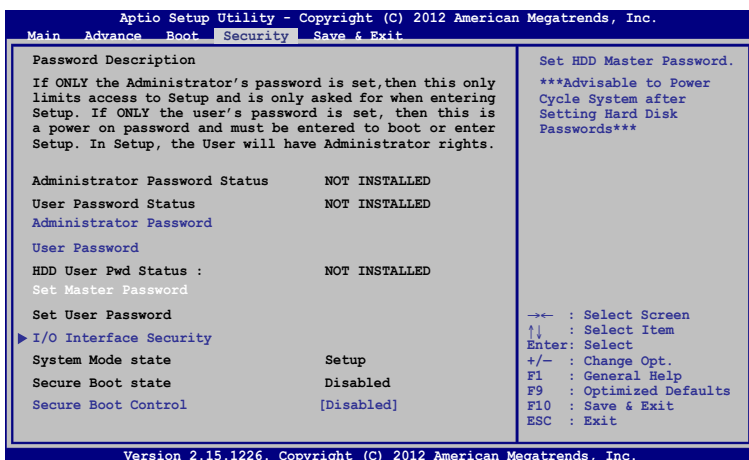 Aptio Setup Utility - Copyright (C) 2012 American Megatrends, Inc.
Main Advance Boot Security Save & Exit
Password Description
If ONLY the Administrator's password is set,then this only
limits access to Setup and is only asked for when entering
Setup. If ONLY the user's password is set, then this is
a power on password and must be entered to boot or enter
Setup. In Setup, the User will have Administrator rights.
Administrator Password Status NOT INSTALLED
User Password Status NOT INSTALLED
Administrator Password
User Password
HDD User Pwd Status : NOT INSTALLED
Set Master Password
Set User Password
I/O Interface Security
System Mode state Setup
Secure Boot state Disabled
Secure Boot Control [Disabled]
Set HDD Master Password.
***Advisable to Power
Cycle System after
Setting Hard Disk
Passwords***
→← : Select Screen
↑↓ : Select Item
Enter: Select
+/— : Change Opt.
F1 : General Help
F9 : Optimized Defaults
F10 : Save & Exit
ESC : Exit
Version 2.15.1226. Copyright (C) 2012 American Megatrends, Inc.